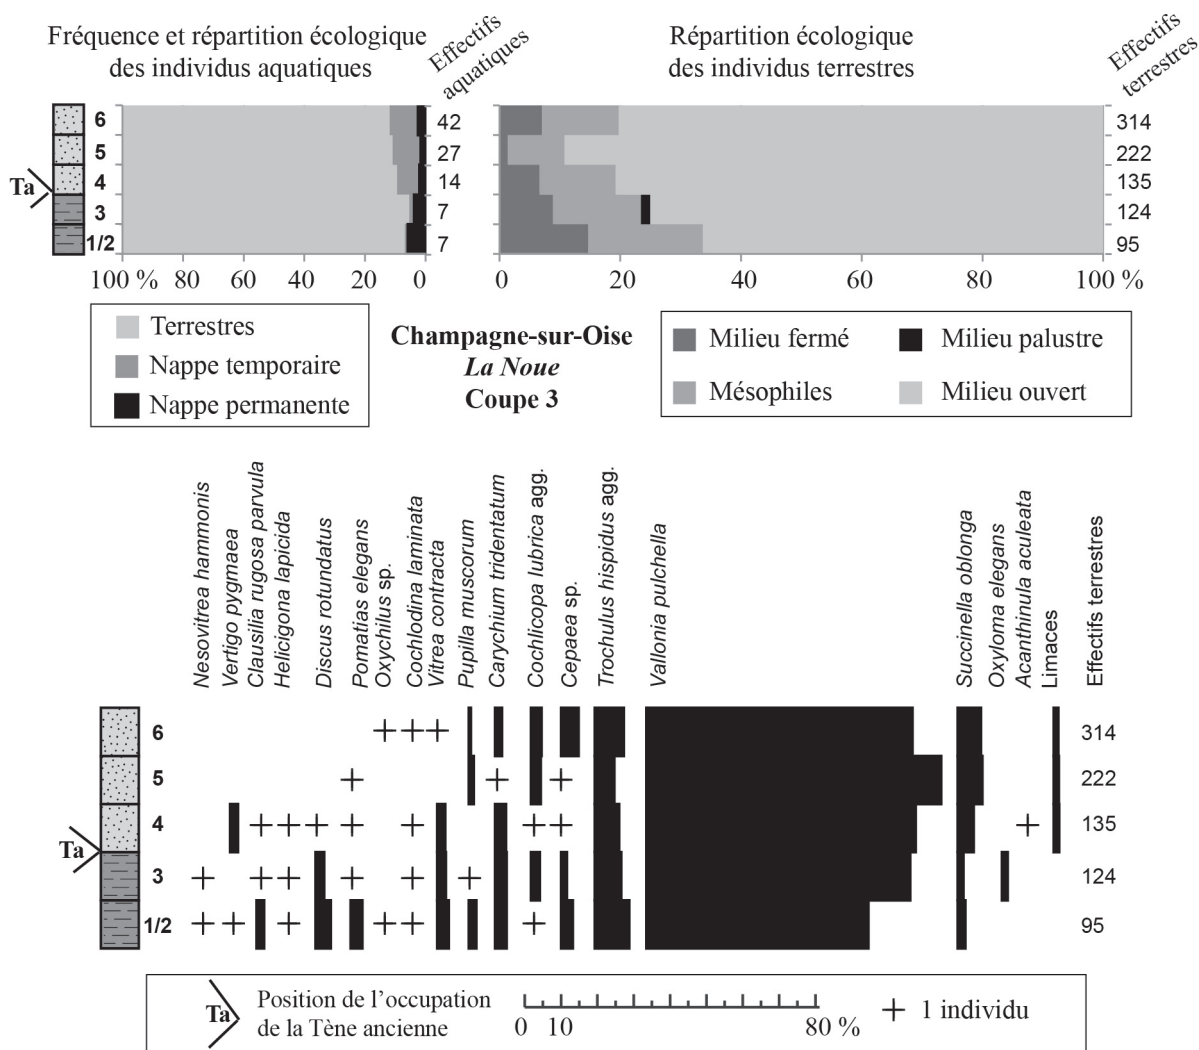 Fréquence et répartition écologique
des individus aquatiques
Effectifs
aquatiques
Répartition écologique
des individus terrestres
Effectifs
terrestres
6 42 314
5 27 222
Ta
4 14 135
3 7 124
1/2 7 95
100 % 80 60 40 20 0
0 20 40 60 80 100 %
Terrestres
Nappe temporaire
Nappe permanente
Champagne-sur-Oise
La Noue
Coupe 3
Milieu fermé
Milieu palustre
Mésophiles
Milieu ouvert
Nesovitrea hammonis
Vertigo pygmaea
Clausilia rugosa parvula
Helicigona lapicida
Discus rotundatus
Pomatias elegans
Oxychilus sp.
Cochlodina laminata
Vitrea contracta
Pupilla muscorum
Carychium tridentatum
Cochlicopa lubrica agg.
Cepaea sp.
Trochulus hispidus agg.
Vallonia pulchella
Succinella oblonga
Oxyloma elegans
Acanthinula aculeata
Limaces
Effectifs terrestres
6 314
5 222
4 135
Ta
3 124
1/2 95
Ta
Position de l'occupation
de la Tène ancienne
0 10 80 %
1 individu